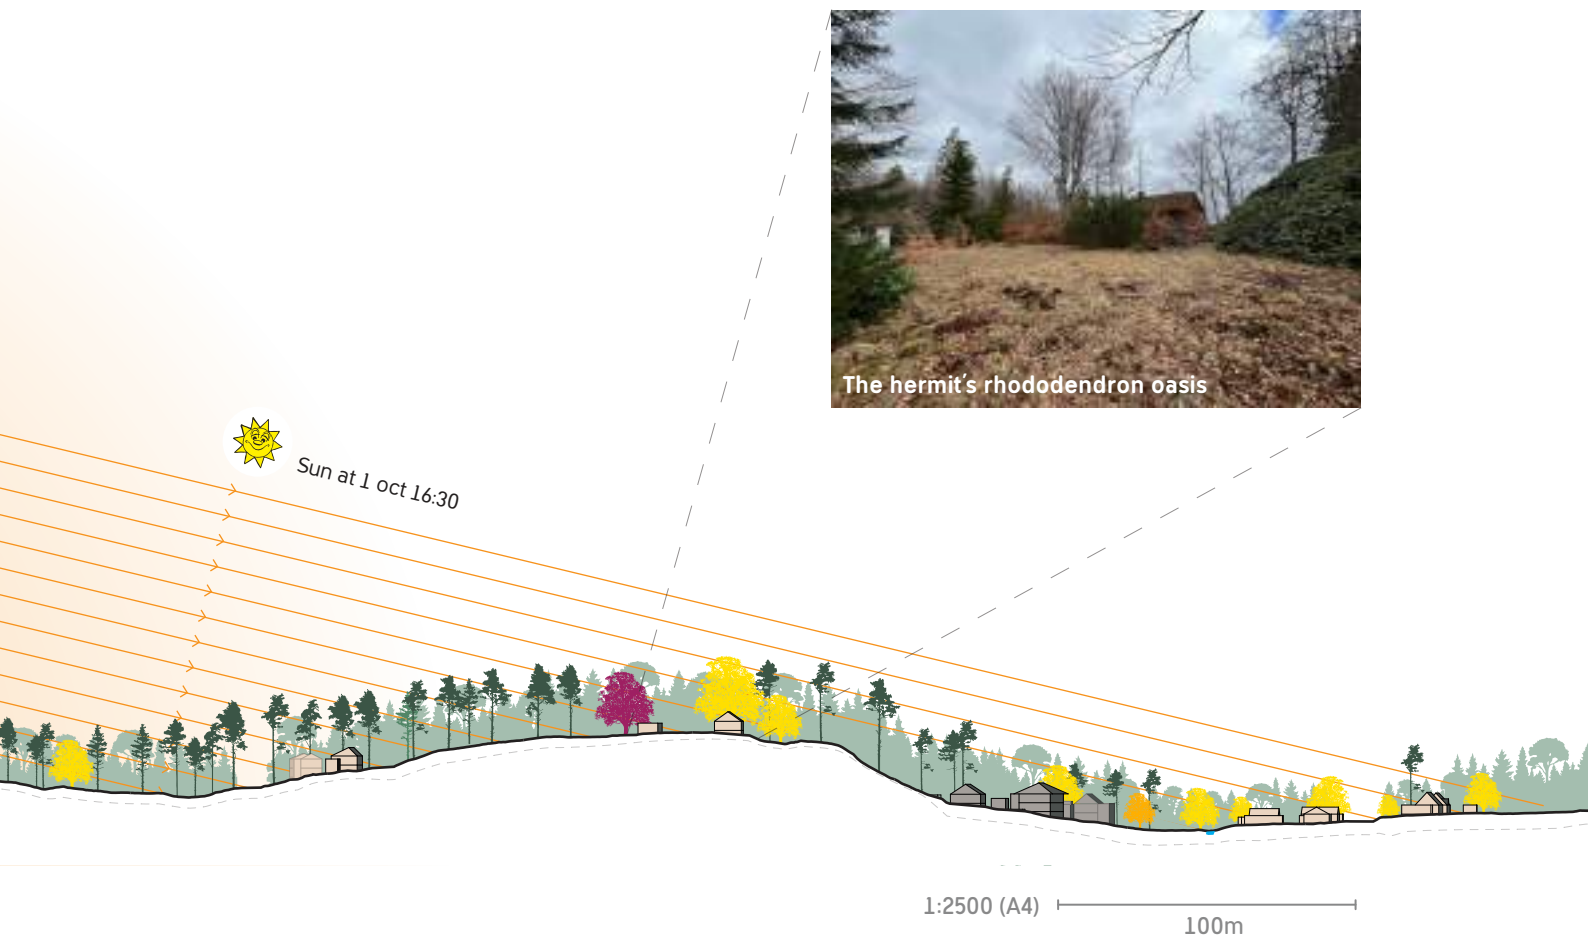 The hermit's rhododendron oasis
Sun at 1 oct 16:30
1:2500 (A4)
100m